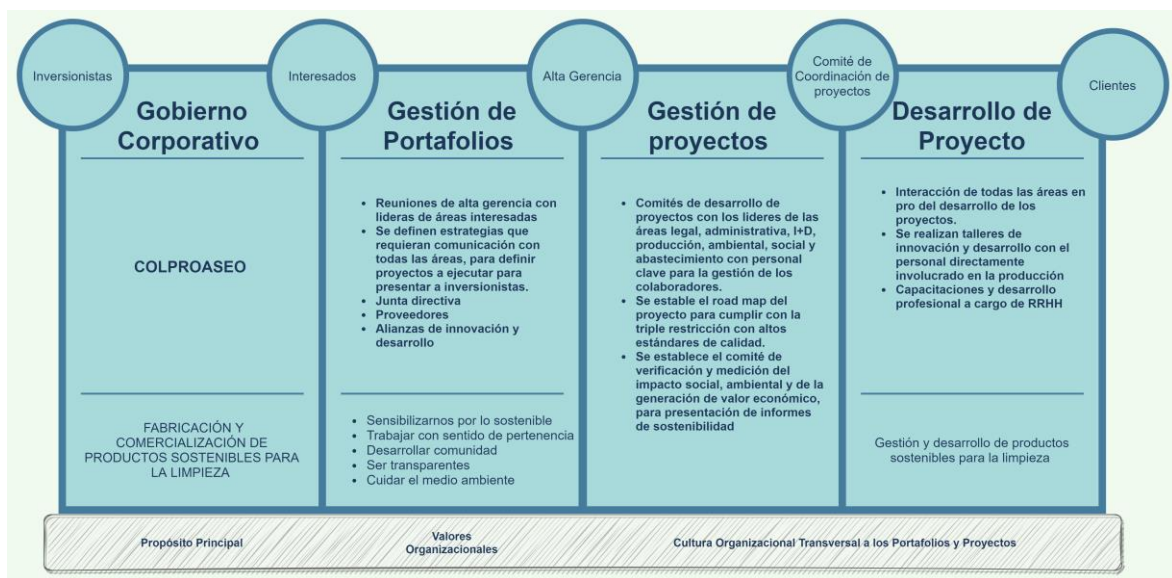 Inversionistas
Interesados
Alta Gerencia
Comité de
Coordinación de
proyectos
Clientes
Gobierno
Corporativo
COLPROASEO
FABRICACIÓN Y
COMERCIALIZACIÓN DE
PRODUCTOS SOSTENIBLES PARA
LA LIMPIEZA
Gestión de
Portafolios
• Reuniones de alta gerencia con
lideras de áreas interesadas
• Se definen estrategias que
requieran comunicación con
todas las áreas, para definir
proyectos a ejecutar para
presentar a inversionistas.
• Junta directiva
• Proveedores
• Alianzas de innovación y
desarrollo
• Sensibilizarnos por lo sostenible
• Trabajar con sentido de pertenencia
• Desarrollar comunidad
• Ser transparentes
• Cuidar el medio ambiente
Gestión de
proyectos
• Comités de desarrollo de
proyectos con los lideres de las
áreas legal, administrativa, I+D,
producción, ambiental, social y
abastecimiento con personal
clave para la gestión de los
colaboradores.
• Se estable el road map del
proyecto para cumplir con la
triple restricción con altos
estándares de calidad.
• Se establece el comité de
verificación y medición del
impacto social, ambiental y de la
generación de valor económico,
para presentación de informes
de sostenibilidad
Desarrollo de
Proyecto
• Interacción de todas las áreas en
pro del desarrollo de los
proyectos.
• Se realizan talleres de
innovación y desarrollo con el
personal directamente
involucrado en la producción
• Capacitaciones y desarrollo
profesional a cargo de RRHH
Gestión y desarrollo de productos
sostenibles para la limpieza
Propósito Principal
Valores
Organizacionales
Cultura Organizacional Transversal a los Portafolios y Proyectos